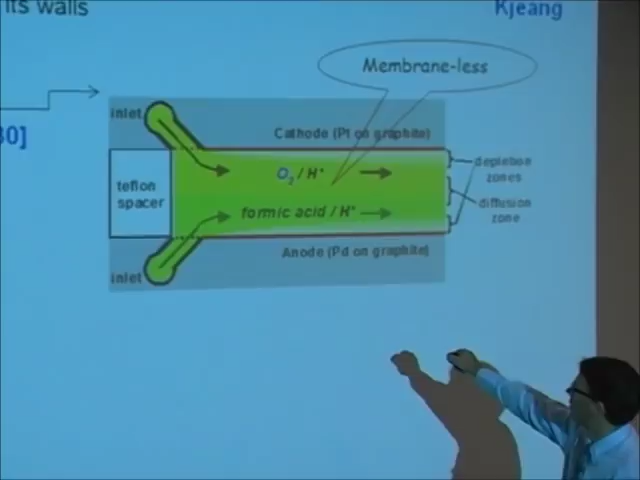 its walls
Kjeang
Membrane-less
inlet
Cathode (Pt on graphite)
30]
O₂ / H⁺
depletion
zones
teflon
spacer
diffusion
zone
formic acid / H⁺
Anode (Pd on graphite)
inlet